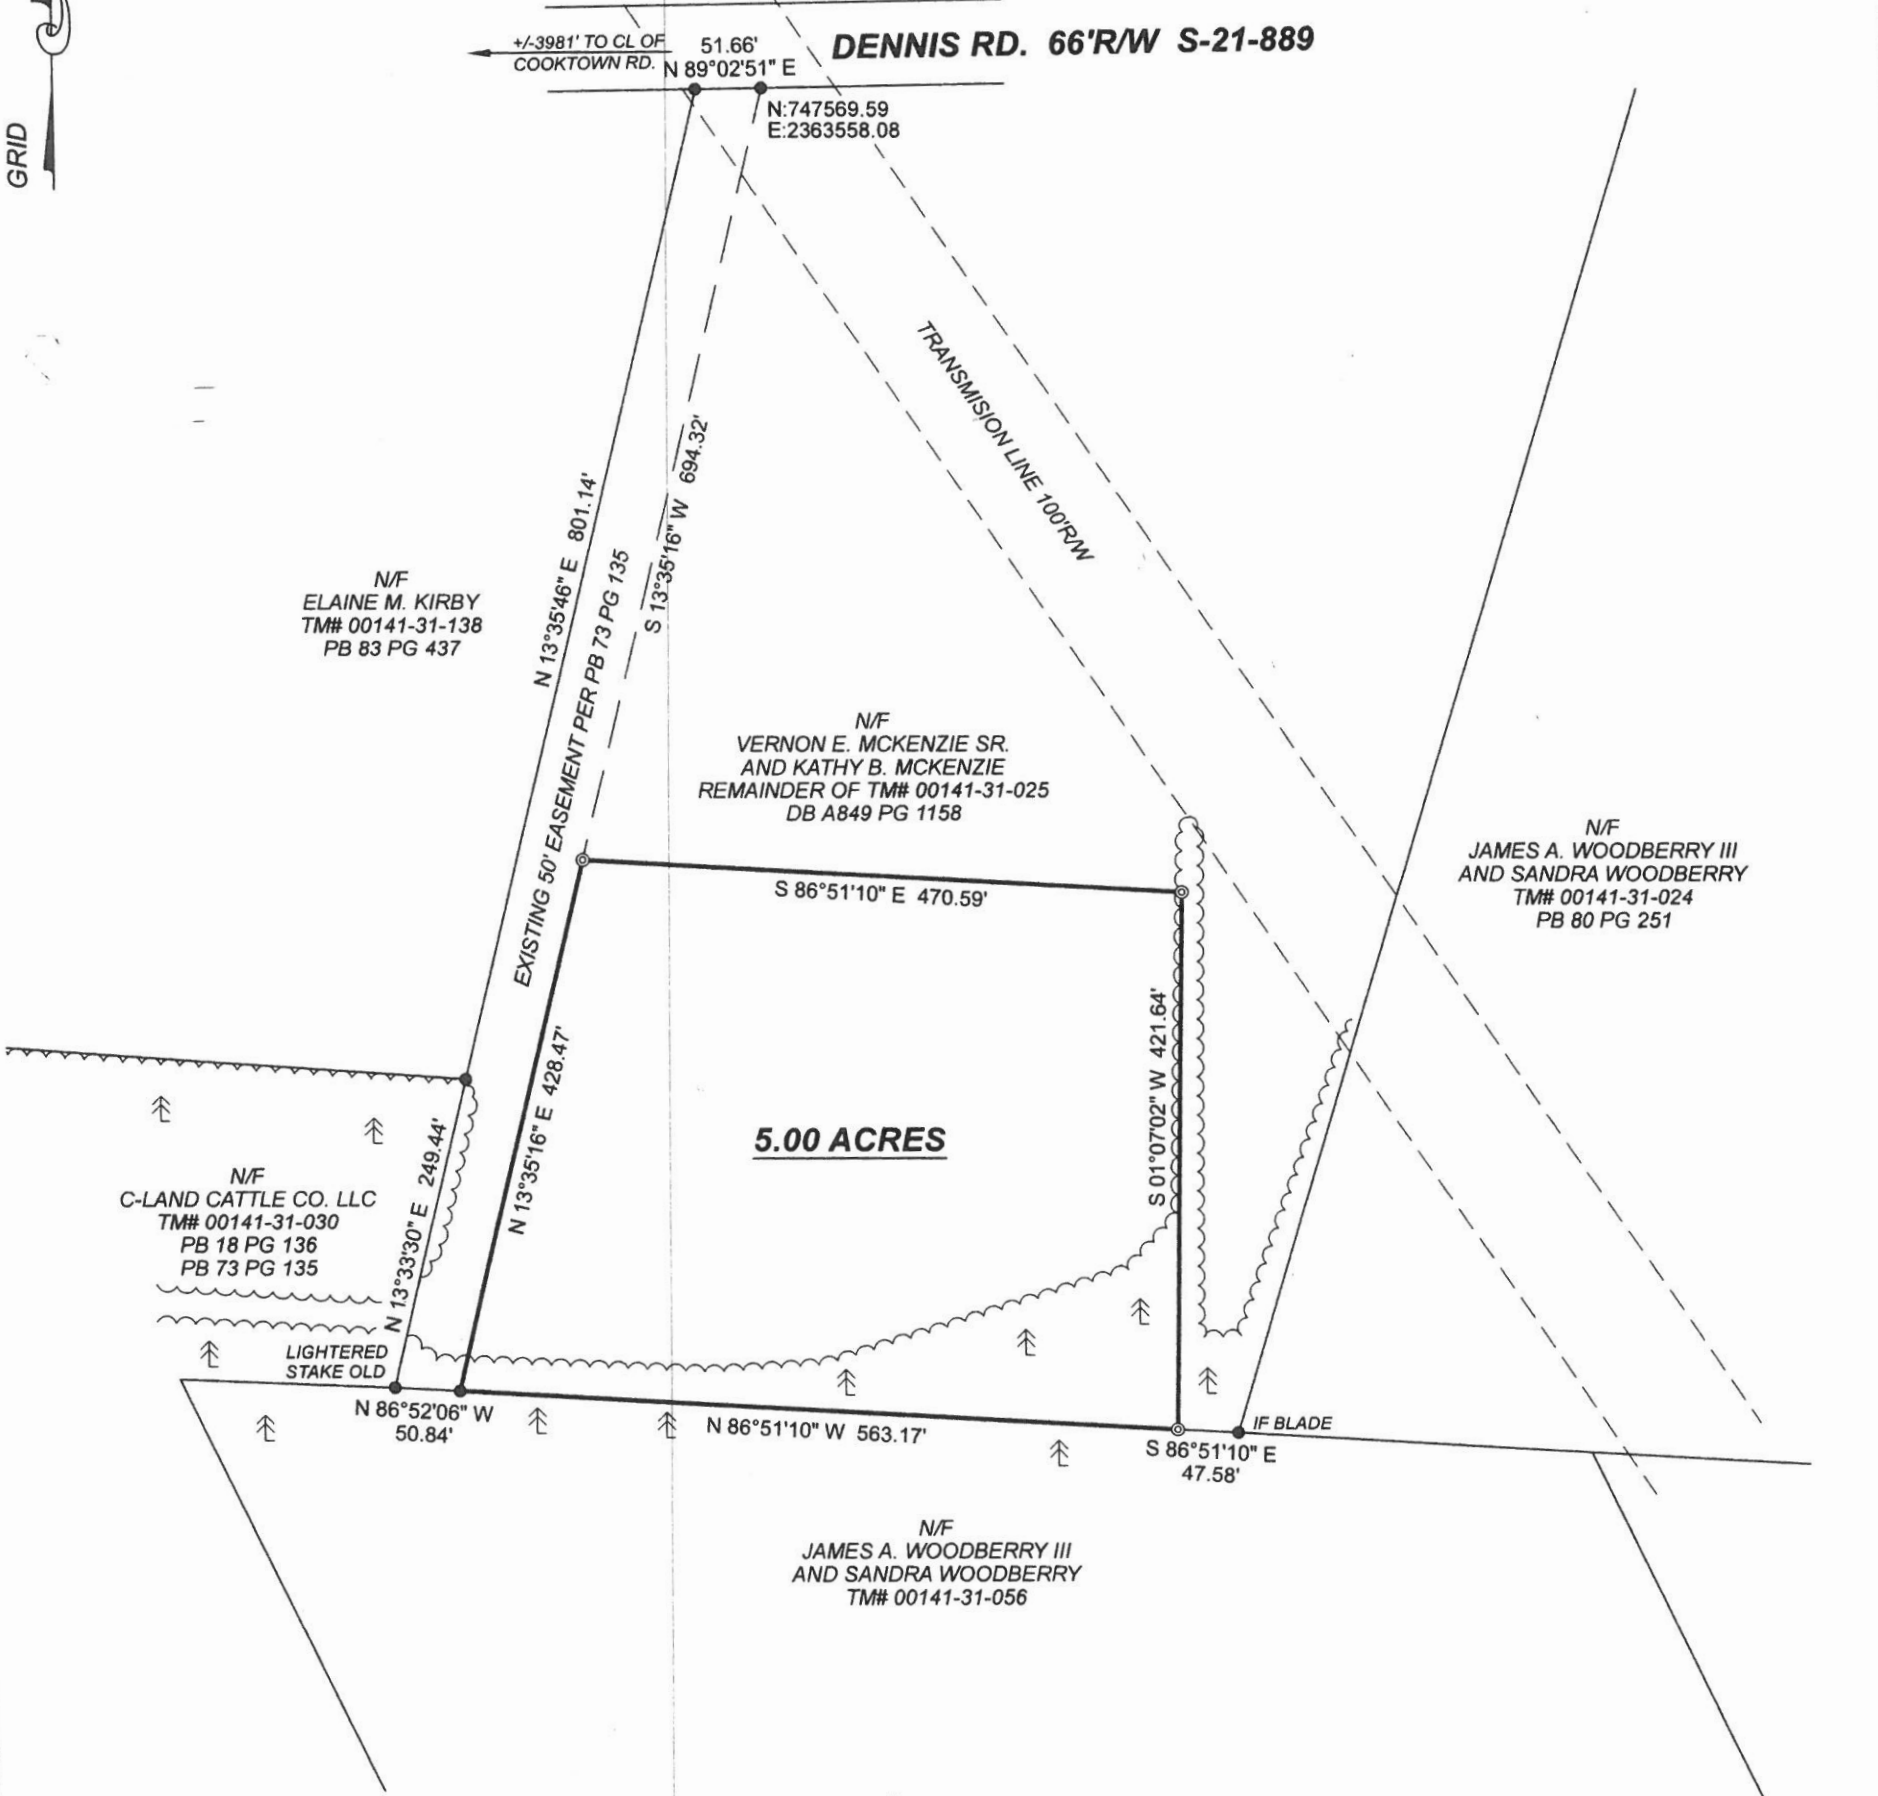 +/-3981' TO CL OF
COOKTOWN RD.
51.66'
N 89°02'51" E
DENNIS RD. 66'R/W S-21-889
N:747569.59
E:2363558.08
GRID
TRANSMISION LINE 100'R/W
N 13°35'46" E 801.14'
EXISTING 50' EASEMENT PER PB 73 PG 135
S 13°35'16" W 694.32'
N/F
ELAINE M. KIRBY
TM# 00141-31-138
PB 83 PG 437
N/F
VERNON E. MCKENZIE SR.
AND KATHY B. MCKENZIE
REMAINDER OF TM# 00141-31-025
DB A849 PG 1158
N/F
JAMES A. WOODBERRY III
AND SANDRA WOODBERRY
TM# 00141-31-024
PB 80 PG 251
S 86°51'10" E 470.59'
N 13°35'16" E 428.47'
5.00 ACRES
S 01°07'02" W 421.64'
N 13°33'30" E 249.44'
N/F
C-LAND CATTLE CO. LLC
TM# 00141-31-030
PB 18 PG 136
PB 73 PG 135
LIGHTERED
STAKE OLD
N 86°52'06" W
50.84'
N 86°51'10" W 563.17'
IF BLADE
S 86°51'10" E
47.58'
N/F
JAMES A. WOODBERRY III
AND SANDRA WOODBERRY
TM# 00141-31-056